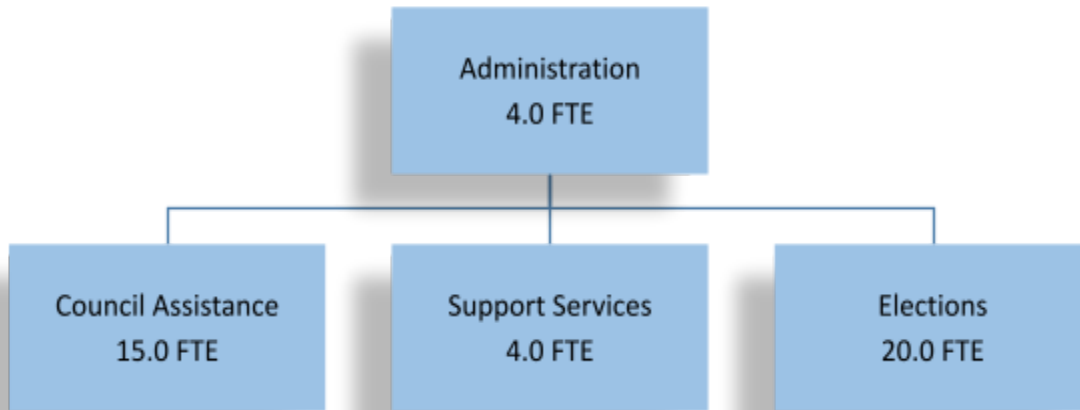 Administration
4.0 FTE
Council Assistance
15.0 FTE
Support Services
4.0 FTE
Elections
20.0 FTE